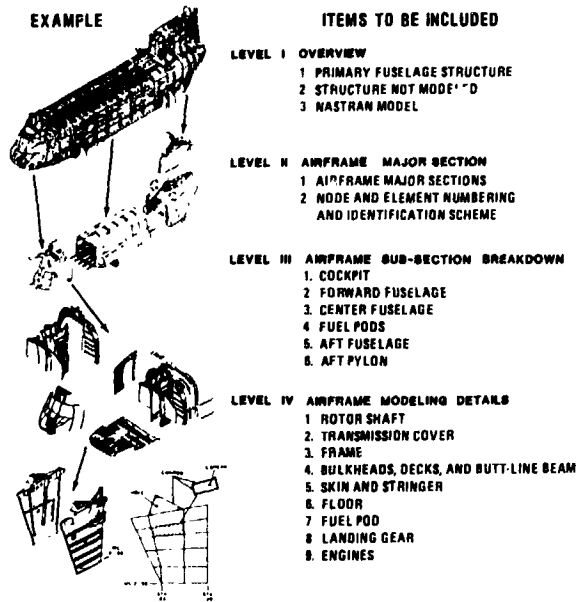 EXAMPLE
ITEMS TO BE INCLUDED
LEVEL I OVERVIEW
1 PRIMARY FUSELAGE STRUCTURE
2 STRUCTURE NOT
3 NASTRAN MODEL
LEVEL II AIRFRAME MAJOR SECTION
1 AIRFRAME MAJOR SECTIONS
2 NODE AND ELEMENT NUMBERING
AND IDENTIFICATION SCHEME
LEVEL III AIRFRAME SUB-SECTION BREAKDOWN
1. COCKPIT
2 FORWARD FUSELAGE
3. CENTER FUSELAGE
4 FUEL PODS
5. AFT FUSELAGE
6. AFT PYLON
LEVEL IV AIRFRAME MODELING DETAILS
1 ROTOR SHAFT
2. TRANSMISSION COVER
3. FRAME
4. BULKHEADS, DECKS, AND BUTT-LINE BEAM
5. SKIN AND STRINGER
6. FLOOR
7 FUEL POD
8 LANDING GEAR
9. ENGINES